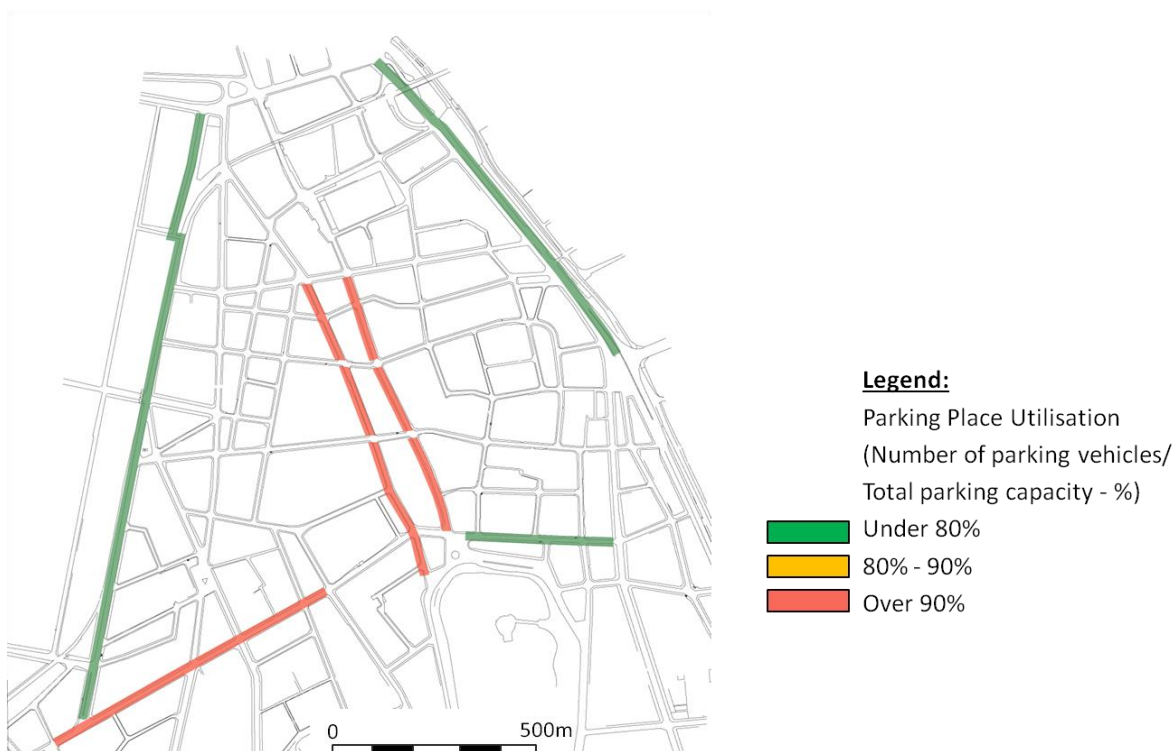 Legend:
Parking Place Utilisation
(Number of parking vehicles/
Total parking capacity - %)
Under 80%
80% - 90%
Over 90%
0 500m